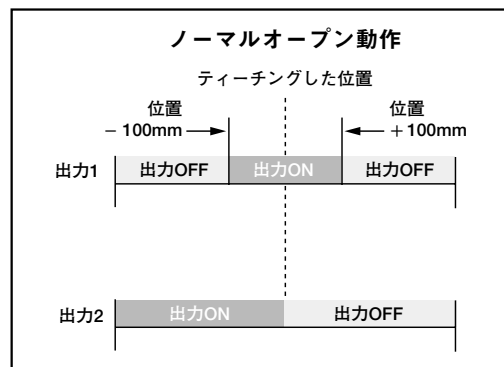 ノーマルオープン動作
ティーチングした位置
位置
− 100mm
位置
+ 100mm
出力1
出力OFF
出力ON
出力OFF
出力2
出力ON
出力OFF